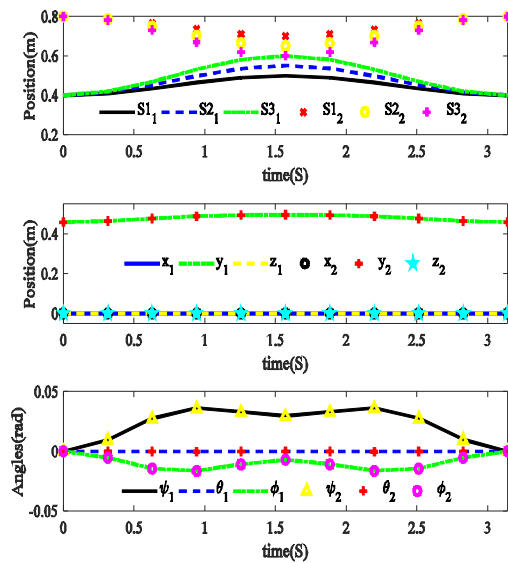 0.8
0.6
0.4
0.2
Position(m)
S1₁ S2₁ S3₁ S1₂ S2₂ S3₂
0 0.5 1 1.5 2 2.5 3
time(S)
0.4
0.2
0
Position(m)
x₁ y₁ z₁ x₂ y₂ z₂
0 0.5 1 1.5 2 2.5 3
time(S)
0.05
0
-0.05
Angles(rad)
ψ₁ θ₁ ϕ₁ ψ₂ θ₂ ϕ₂
0 0.5 1 1.5 2 2.5 3
time(S)